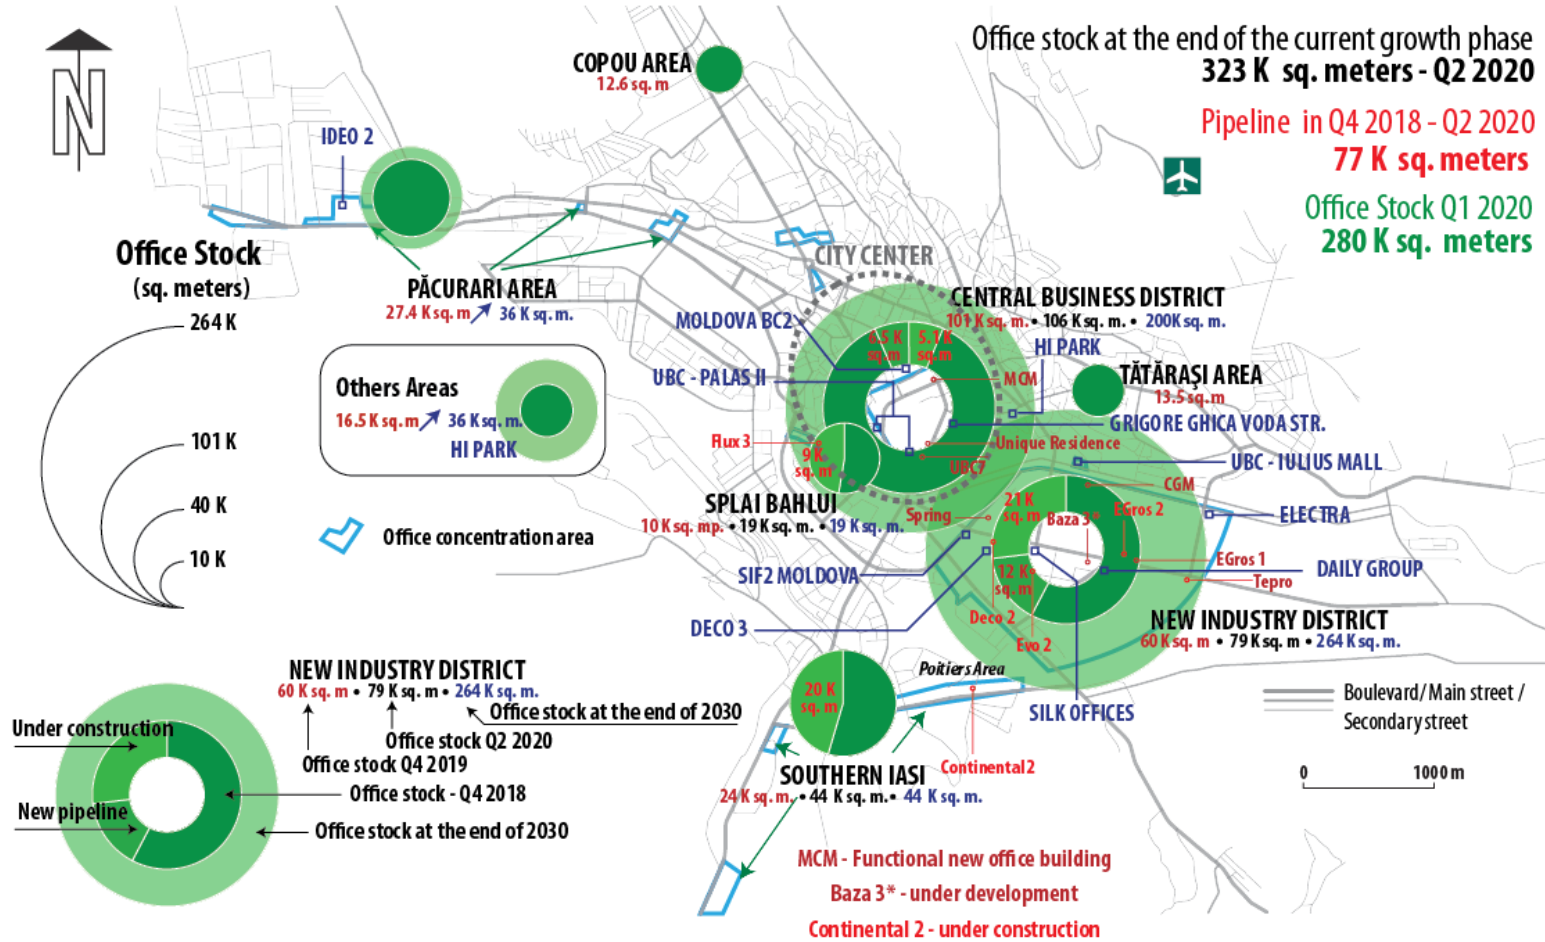 N
COPOU AREA
12.6 sq. m
Office stock at the end of the current growth phase
323 K sq. meters - Q2 2020
Pipeline in Q4 2018 - Q2 2020
77 K sq. meters
Office Stock Q1 2020
280 K sq. meters
IDEO 2
Office Stock
(sq. meters)
264 K
101 K
40 K
10 K
PĂCURARI AREA
27.4 K sq. m 36 K sq. m.
Others Areas
16.5 K sq. m 36 K sq. m.
HI PARK
Office concentration area
CITY CENTER
CENTRAL BUSINESS DISTRICT
101 K sq. m. • 106 K sq. m. • 200K sq. m.
MOLDOVA BC2
6.5 K
sq. m
5.1 K
sq. m
HI PARK
UBC - PALAS II
MCM
TĂTĂRAȘI AREA
13.5 sq. m
GRIGORE GHICA VODA STR.
Flux 3
9 K
sq. m
Unique Residence
UBC7
UBC - IULIUS MALL
SPLAI BAHLUI
10 K sq. mp. • 19 K sq. m. • 19 K sq. m.
Spring
21 K
sq. m
CGM
Baza 3
EGros 2
ELECTRA
EGros 1
SIF2 MOLDOVA
12 K
sq. m
DAILY GROUP
Tepro
DECO 3
Deco 2
Evo 2
NEW INDUSTRY DISTRICT
60 K sq. m • 79 K sq. m • 264 K sq. m.
Poitiers Area
20 K
sq. m
SILK OFFICES
Boulevard/ Main street /
Secondary street
0 1000 m
SOUTHERN IASI
24 K sq. m. • 44 K sq. m. • 44 K sq. m.
Continental2
NEW INDUSTRY DISTRICT
60 K sq. m • 79 K sq. m • 264 K sq. m.
Office stock at the end of 2030
Office stock Q2 2020
Office stock Q4 2019
Under construction
Office stock - Q4 2018
New pipeline
Office stock at the end of 2030
MCM - Functional new office building
Baza 3* - under development
Continental 2 - under construction